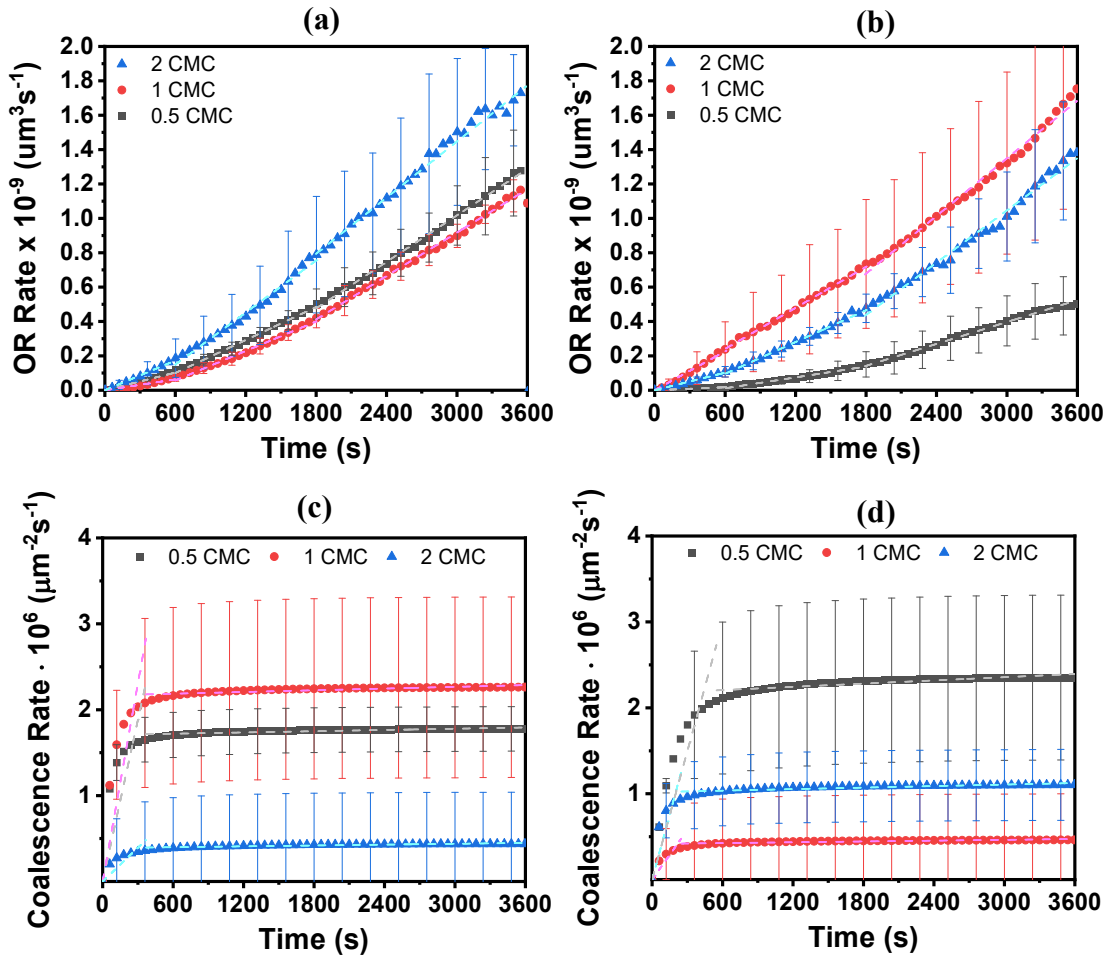 (a)
2.0
1.8
1.6
1.4
1.2
1.0
0.8
0.6
0.4
0.2
0.0
OR Rate x 10⁻⁹ (um³s⁻¹)
2 CMC
1 CMC
0.5 CMC
0 600 1200 1800 2400 3000 3600
Time (s)
(b)
2.0
1.8
1.6
1.4
1.2
1.0
0.8
0.6
0.4
0.2
0.0
OR Rate x 10⁻⁹ (um³s⁻¹)
2 CMC
1 CMC
0.5 CMC
0 600 1200 1800 2400 3000 3600
Time (s)
(c)
4
3
2
1
Coalescence Rate · 10⁶ (μm⁻²s⁻¹)
0.5 CMC 1 CMC 2 CMC
0 600 1200 1800 2400 3000 3600
Time (s)
(d)
4
3
2
1
Coalescence Rate · 10⁶ (μm⁻²s⁻¹)
0.5 CMC 1 CMC 2 CMC
0 600 1200 1800 2400 3000 3600
Time (s)